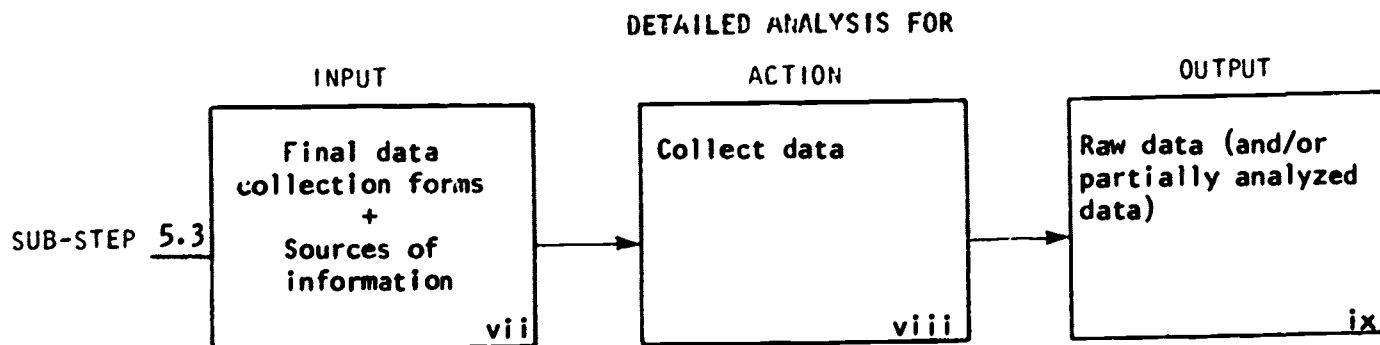 DETAILED ANALYSIS FOR
INPUT
ACTION
OUTPUT
SUB-STEP 5.3
Final data
collection forms
+
Sources of
information
vii
Collect data
viii
Raw data (and/or
partially analyzed
data)
ix